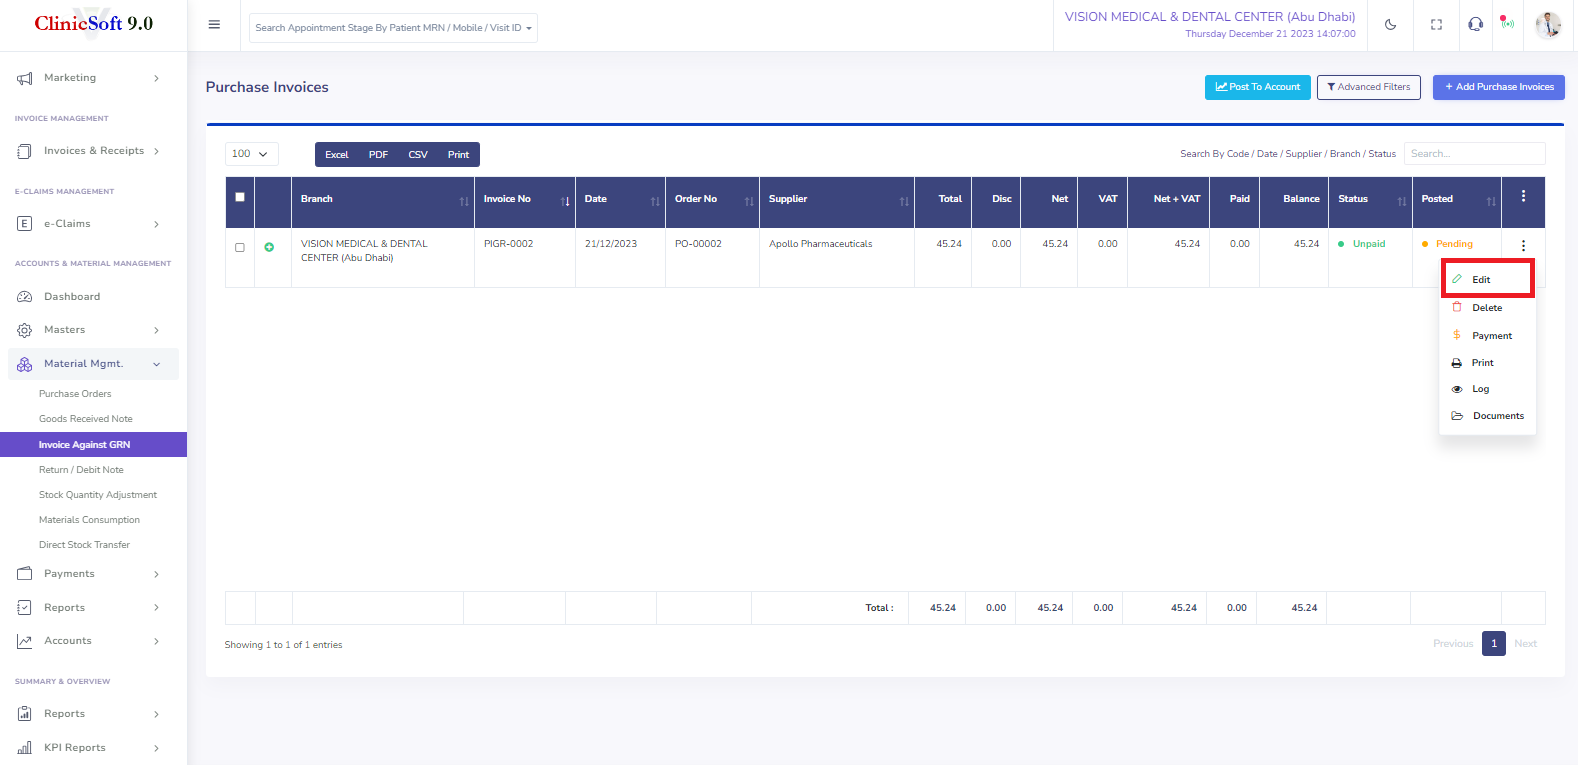 ClinicSoft 9.0
Search Appointment Stage By Patient MRN / Mobile / Visit ID
VISION MEDICAL & DENTAL CENTER (Abu Dhabi)
Thursday December 21 2023 14:07:00
Marketing
INVOICE MANAGEMENT
Invoices & Receipts
E-CLAIMS MANAGEMENT
E e-Claims
ACCOUNTS & MATERIAL MANAGEMENT
Dashboard
Masters
Material Mgmt.
Purchase Orders
Goods Received Note
Invoice Against GRN
Return / Debit Note
Stock Quantity Adjustment
Materials Consumption
Direct Stock Transfer
Payments
Reports
Accounts
SUMMARY & OVERVIEW
Reports
KPI Reports
Purchase Invoices
Post To Account
Advanced Filters
+ Add Purchase Invoices
100
Excel PDF CSV Print
Search By Code / Date / Supplier / Branch / Status
Search...
Branch Invoice No Date Order No Supplier Total Disc Net VAT Net + VAT Paid Balance Status Posted
VISION MEDICAL & DENTAL PIGR-0002 21/12/2023 PO-00002 Apollo Pharmaceuticals 45.24 0.00 45.24 0.00 45.24 0.00 45.24 Unpaid Pending
CENTER (Abu Dhabi)
Edit
Delete
$ Payment
Print
Log
Documents
Total : 45.24 0.00 45.24 0.00 45.24 0.00 45.24
Showing 1 to 1 of 1 entries
Previous 1 Next